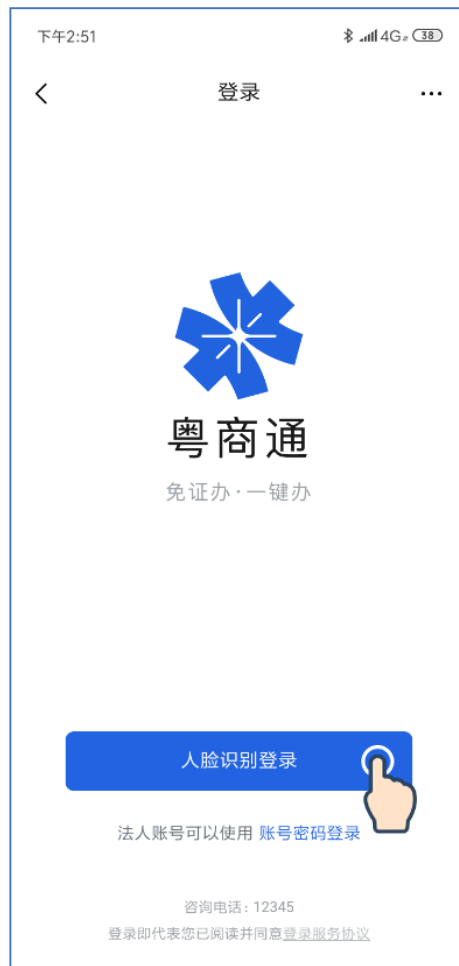 下午2:51
4G 38
登录
粤商通
免证办·一键办
人脸识别登录
法人账号可以使用 账号密码登录
咨询电话：12345
登录即代表您已阅读并同意登录服务协议